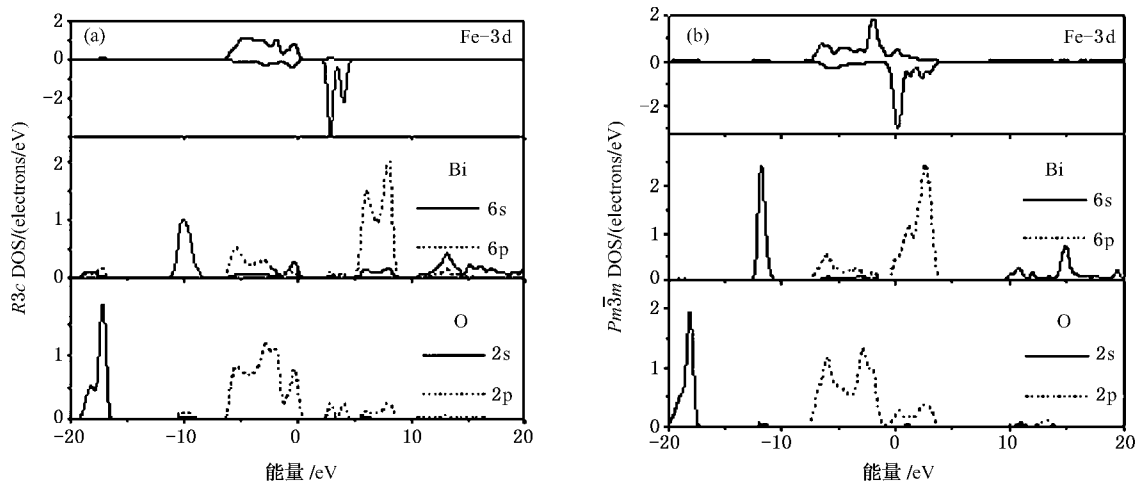 (a)
Fe-3d
2
0
-2
Bi
6s
6p
2
1
0
O
2s
2p
1
0
-20
-10
0
10
20
能量 /eV
R3c DOS/(electrons/eV)
(b)
Fe-3d
2
0
-2
Bi
6s
6p
2
1
0
O
2s
2p
2
1
0
-20
-10
0
10
20
能量 /eV
Pm3̅m DOS/(electrons/eV)